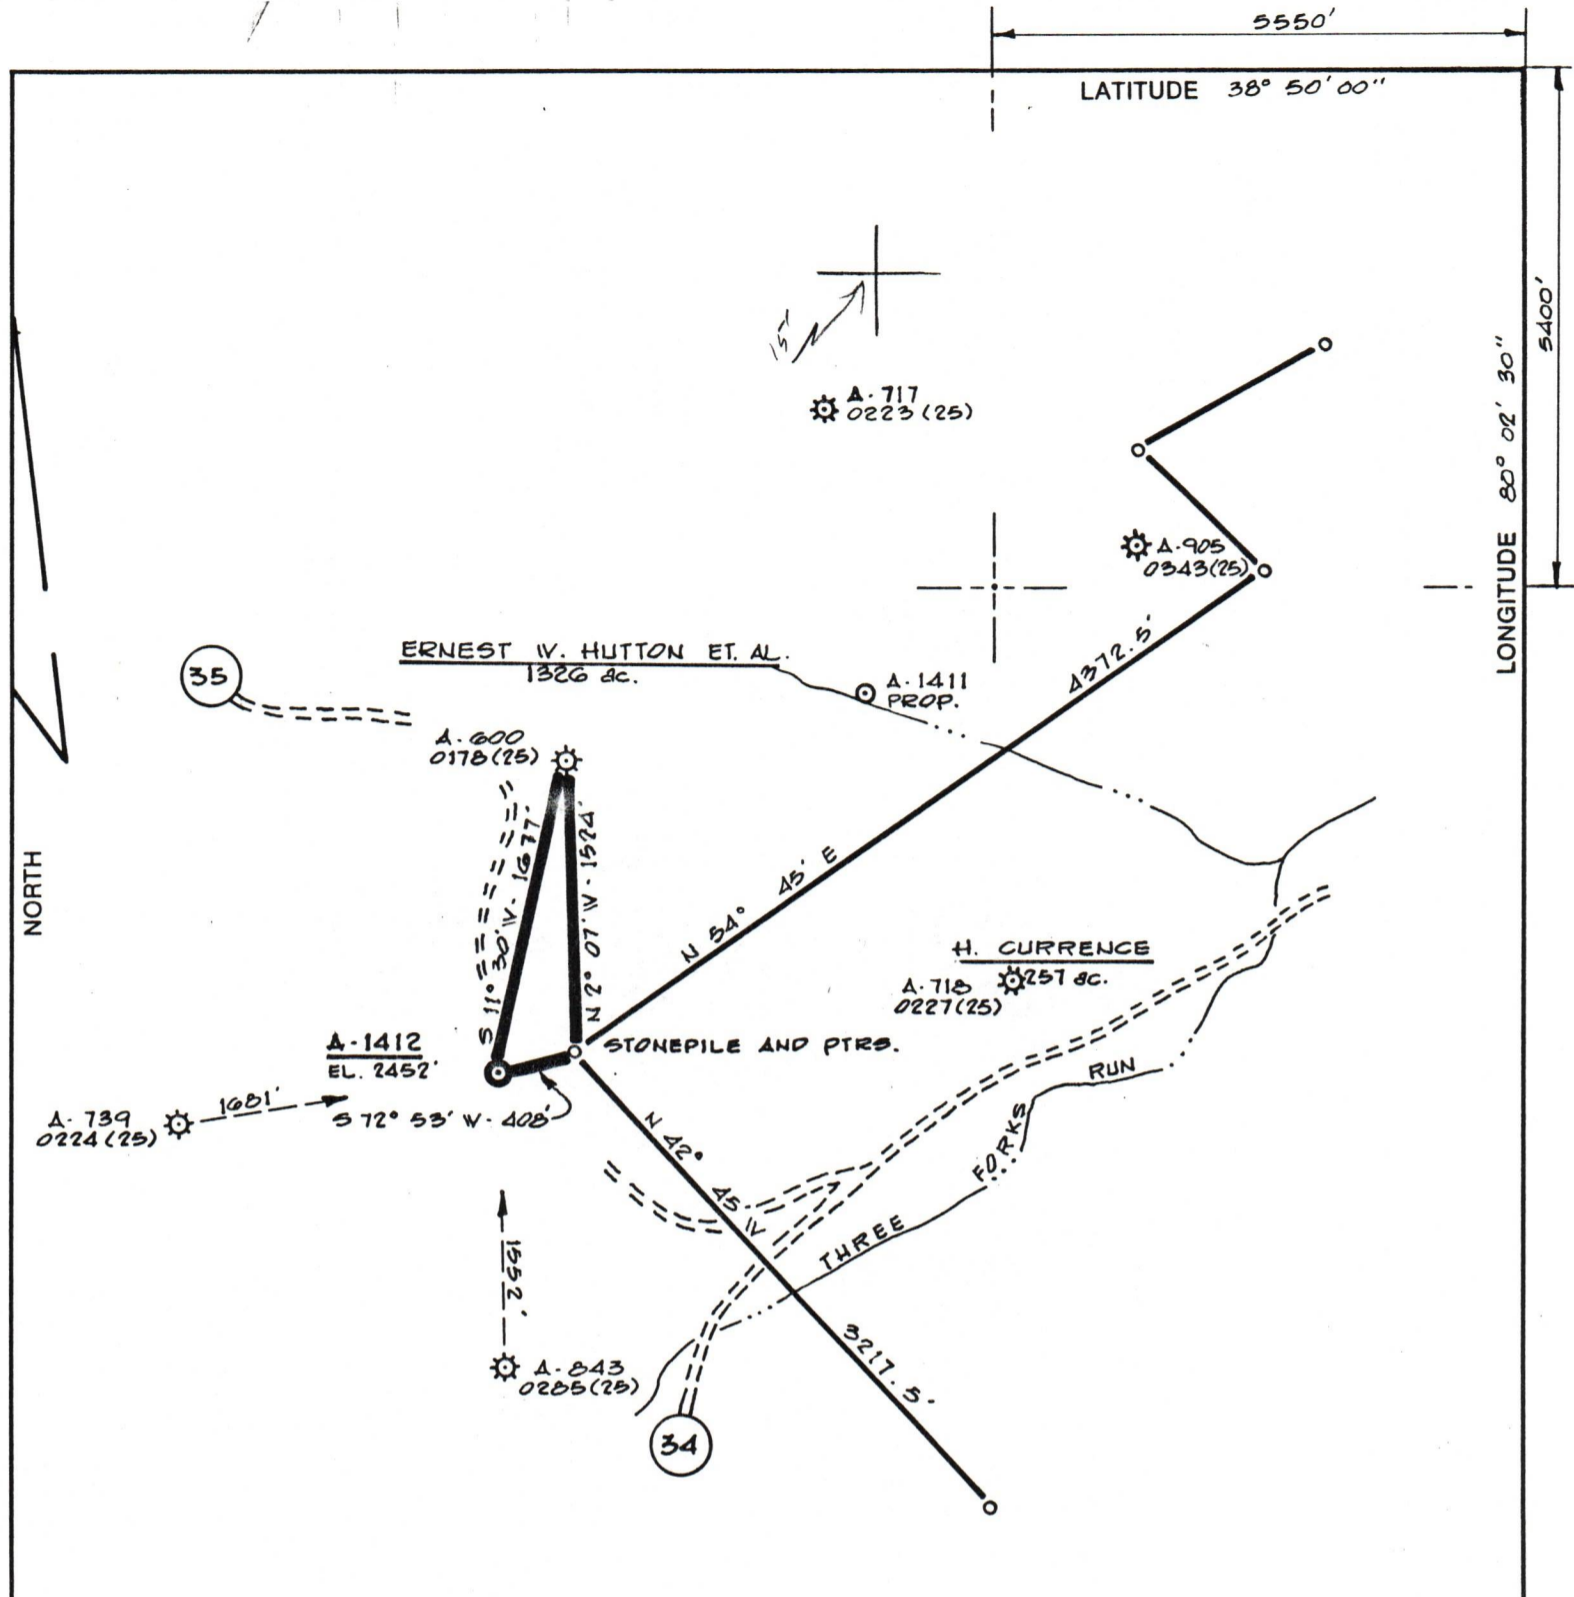 5550'
LATITUDE 38° 50' 00"
5400'
LONGITUDE 80° 02' 30"
15'
A-717
0223 (25)
A-905
0343(25)
4372.5'
ERNEST W. HUTTON ET. AL.
1326 ac.
35
A-1411
PROP.
A-600
0178(25)
S 11° 30' W - 1677'
N 2° 07' W - 1524'
N 54° 45' E
NORTH
H. CURRENCE
257 ac.
A-718
0227(25)
A-1412
EL. 2452'
STONEPILE AND PTRS.
A-739
0224(25)
1681'
S 72° 53' W - 408'
N 42° 45 W
3217.5'
THREE FORKS RUN
1552'
A-843
0285(25)
34